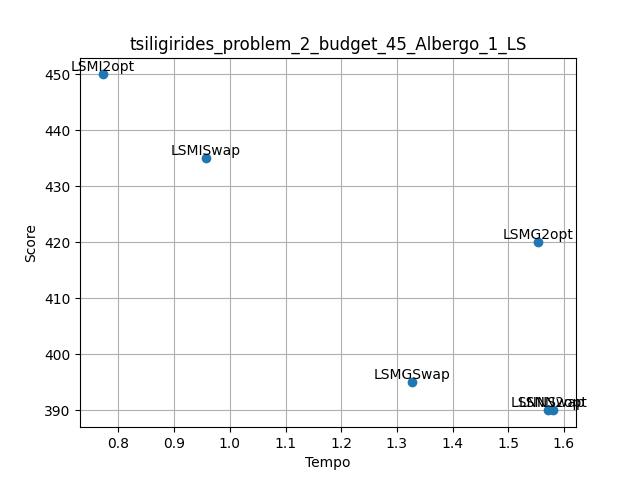 tsiligirides_problem_2_budget_45_Albergo_1_LS
450
440
430
420
410
400
390
Score
LSMI2opt
LSMISwap
LSMG2opt
LSMGSwap
0.8 0.9 1.0 1.1 1.2 1.3 1.4 1.5 1.6
Tempo